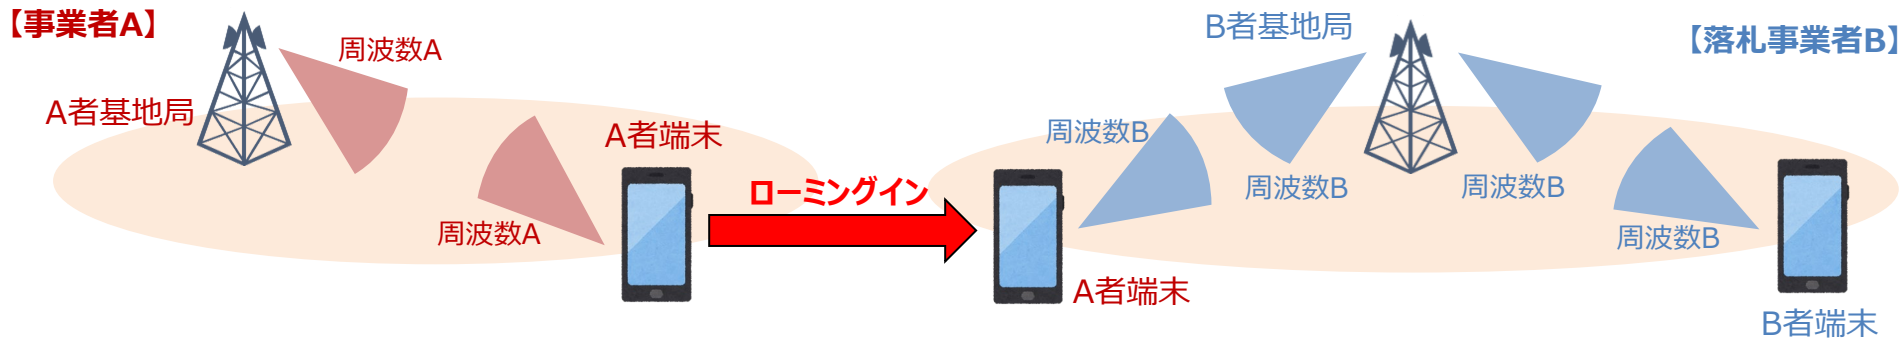 【事業者A】
周波数A
A者基地局
A者端末
周波数A
ローミングイン
B者基地局
【落札事業者B】
周波数B
周波数B
周波数B
周波数B
A者端末
B者端末